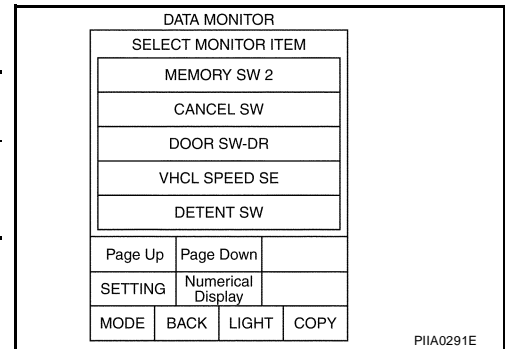 DATA MONITOR
SELECT MONITOR ITEM
MEMORY SW 2
CANCEL SW
DOOR SW-DR
VHCL SPEED SE
DETENT SW
Page Up Page Down
SETTING Numerical
Display
MODE BACK LIGHT COPY
PIIA0291E